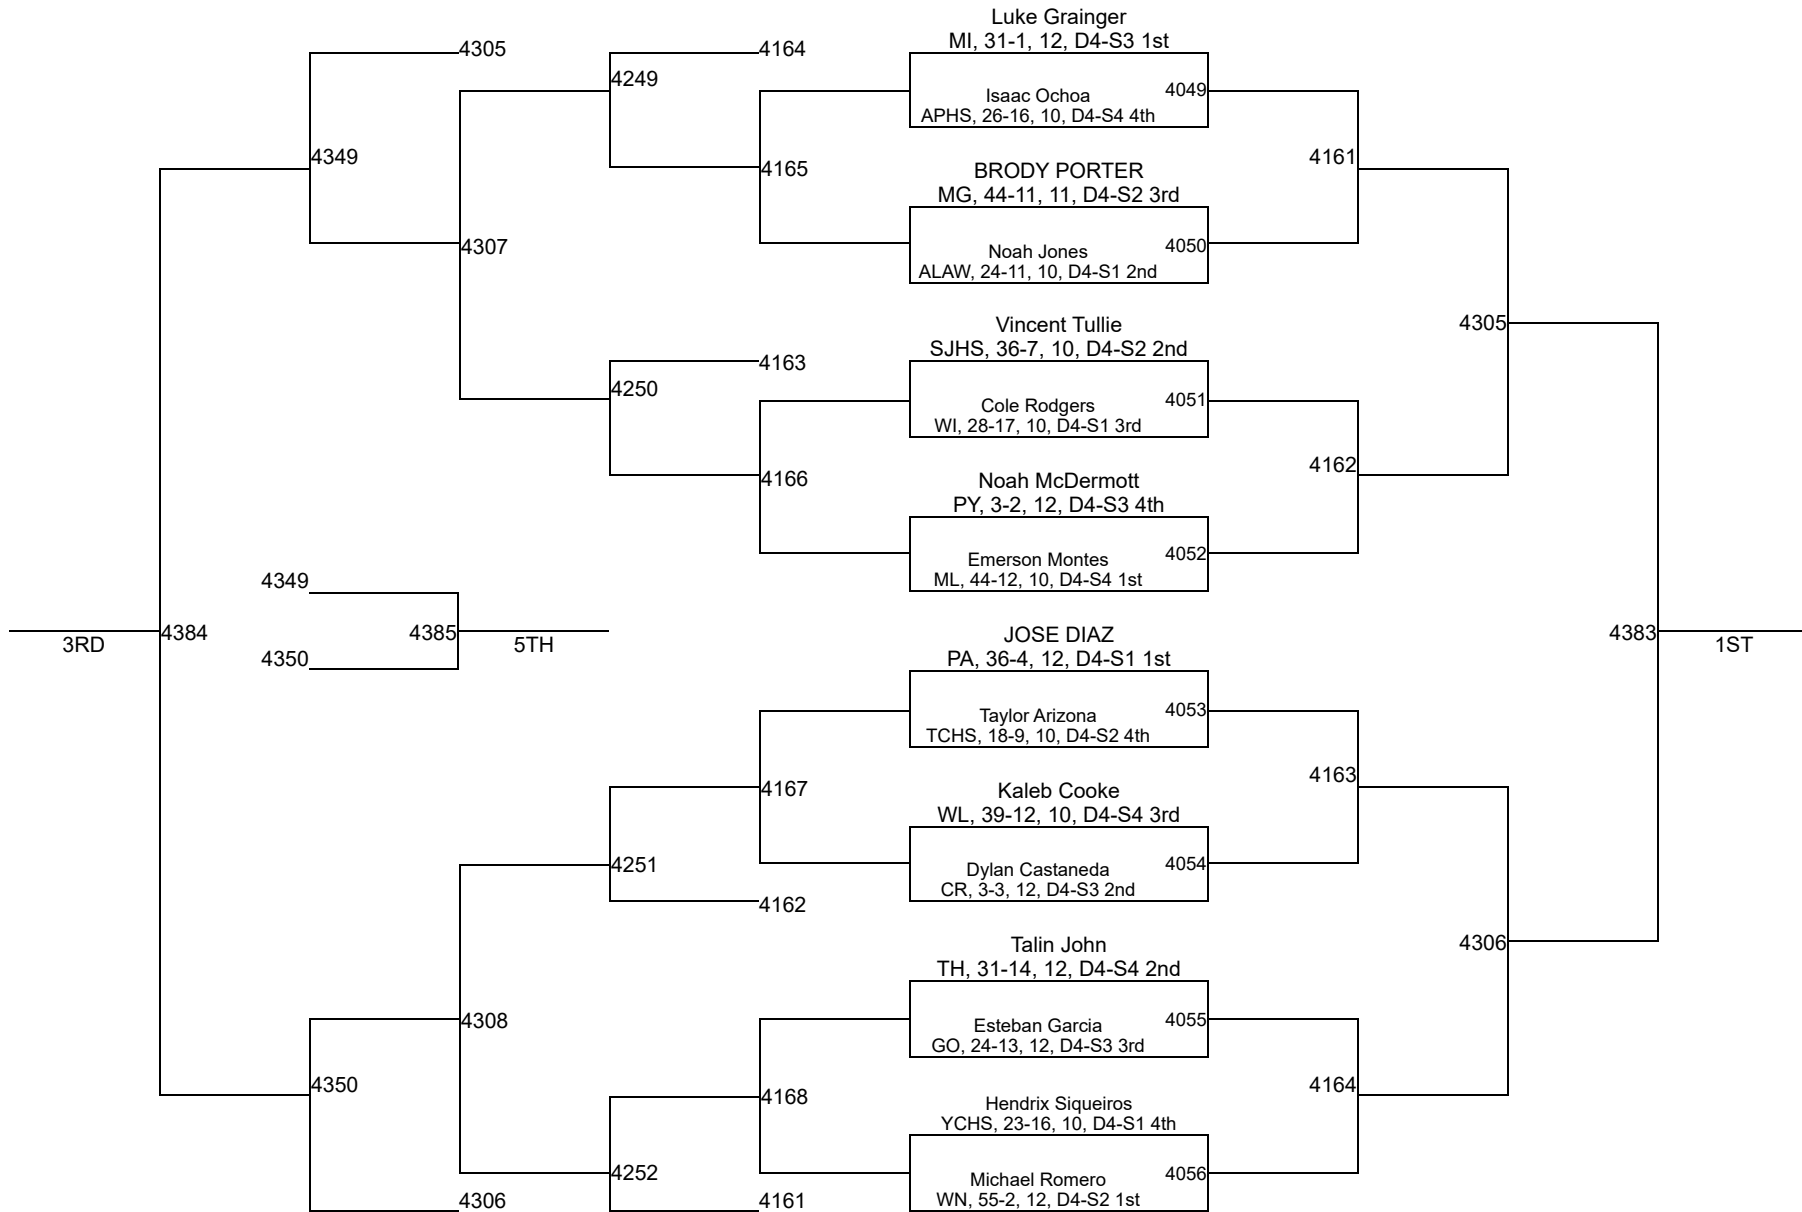 Luke Grainger
MI, 31-1, 12, D4-S3 1st
4305
4164
4249
Isaac Ochoa
4049
APHS, 26-16, 10, D4-S4 4th
4349
4165
4161
BRODY PORTER
MG, 44-11, 11, D4-S2 3rd
4307
Noah Jones
4050
ALAW, 24-11, 10, D4-S1 2nd
Vincent Tullie
4305
SJHS, 36-7, 10, D4-S2 2nd
4163
4250
Cole Rodgers
4051
WI, 28-17, 10, D4-S1 3rd
4162
4166
Noah McDermott
PY, 3-2, 12, D4-S3 4th
Emerson Montes
4052
ML, 44-12, 10, D4-S4 1st
4349
4384
4385
JOSE DIAZ
4383
3RD
5TH
1ST
4350
PA, 36-4, 12, D4-S1 1st
Taylor Arizona
4053
TCHS, 18-9, 10, D4-S2 4th
4163
4167
Kaleb Cooke
WL, 39-12, 10, D4-S4 3rd
4251
Dylan Castaneda
4054
CR, 3-3, 12, D4-S3 2nd
4162
Talin John
4306
TH, 31-14, 12, D4-S4 2nd
4308
Esteban Garcia
4055
GO, 24-13, 12, D4-S3 3rd
4350
4164
4168
Hendrix Siqueiros
YCHS, 23-16, 10, D4-S1 4th
4252
Michael Romero
4056
WN, 55-2, 12, D4-S2 1st
4306
4161